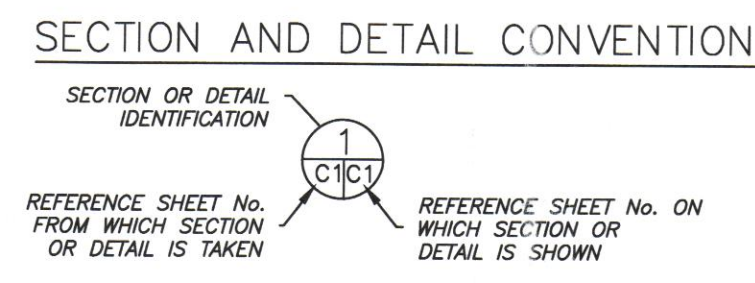 SECTION AND DETAIL CONVENTION
SECTION OR DETAIL
IDENTIFICATION
1
C1 C1
REFERENCE SHEET No.
FROM WHICH SECTION
OR DETAIL IS TAKEN
REFERENCE SHEET No. ON
WHICH SECTION OR
DETAIL IS SHOWN